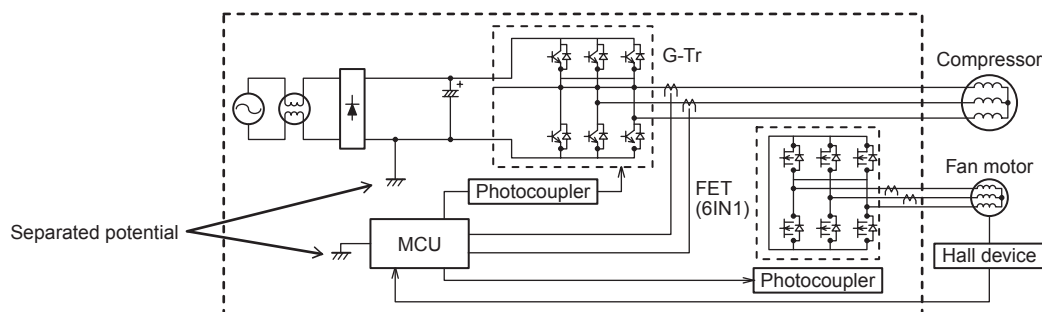 G-Tr
Compressor
+
Fan motor
Photocoupler
FET
(6IN1)
Separated potential
MCU
Hall device
Photocoupler